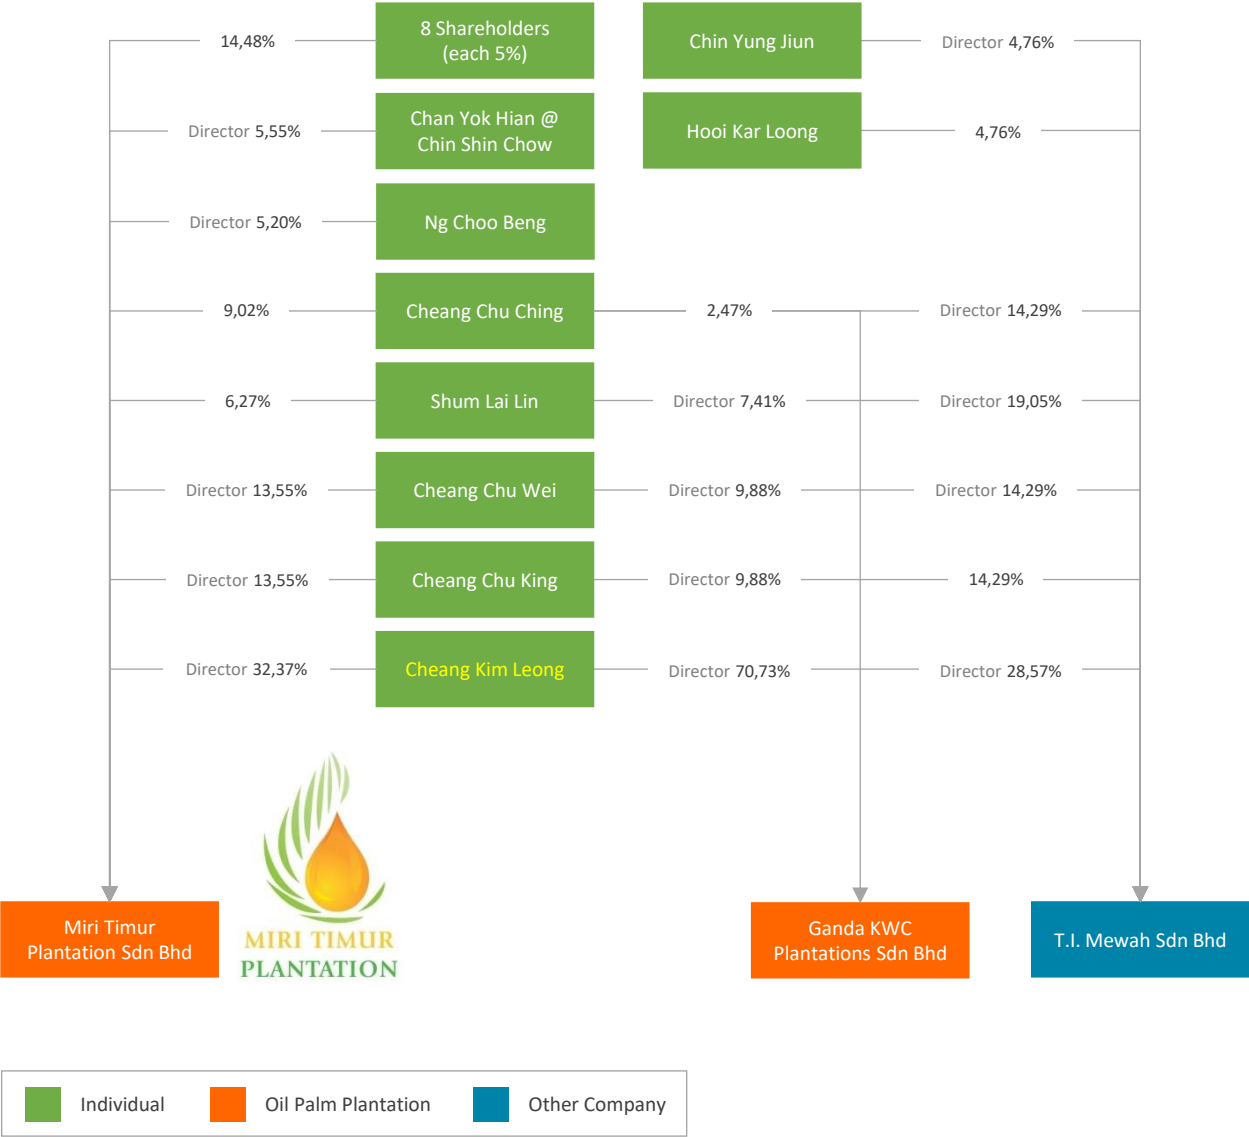 14,48%
8 Shareholders
(each 5%)
Chin Yung Jiun
Director 4,76%
Director 5,55%
Chan Yok Hian @
Chin Shin Chow
Hooi Kar Loong
4,76%
Director 5,20%
Ng Choo Beng
9,02%
Cheang Chu Ching
2,47%
Director 14,29%
6,27%
Shum Lai Lin
Director 7,41%
Director 19,05%
Director 13,55%
Cheang Chu Wei
Director 9,88%
Director 14,29%
Director 13,55%
Cheang Chu King
Director 9,88%
14,29%
Director 32,37%
Cheang Kim Leong
Director 70,73%
Director 28,57%
Miri Timur
Plantation Sdn Bhd
MIRI TIMUR
PLANTATION
Ganda KWC
Plantations Sdn Bhd
T.I. Mewah Sdn Bhd
Individual
Oil Palm Plantation
Other Company